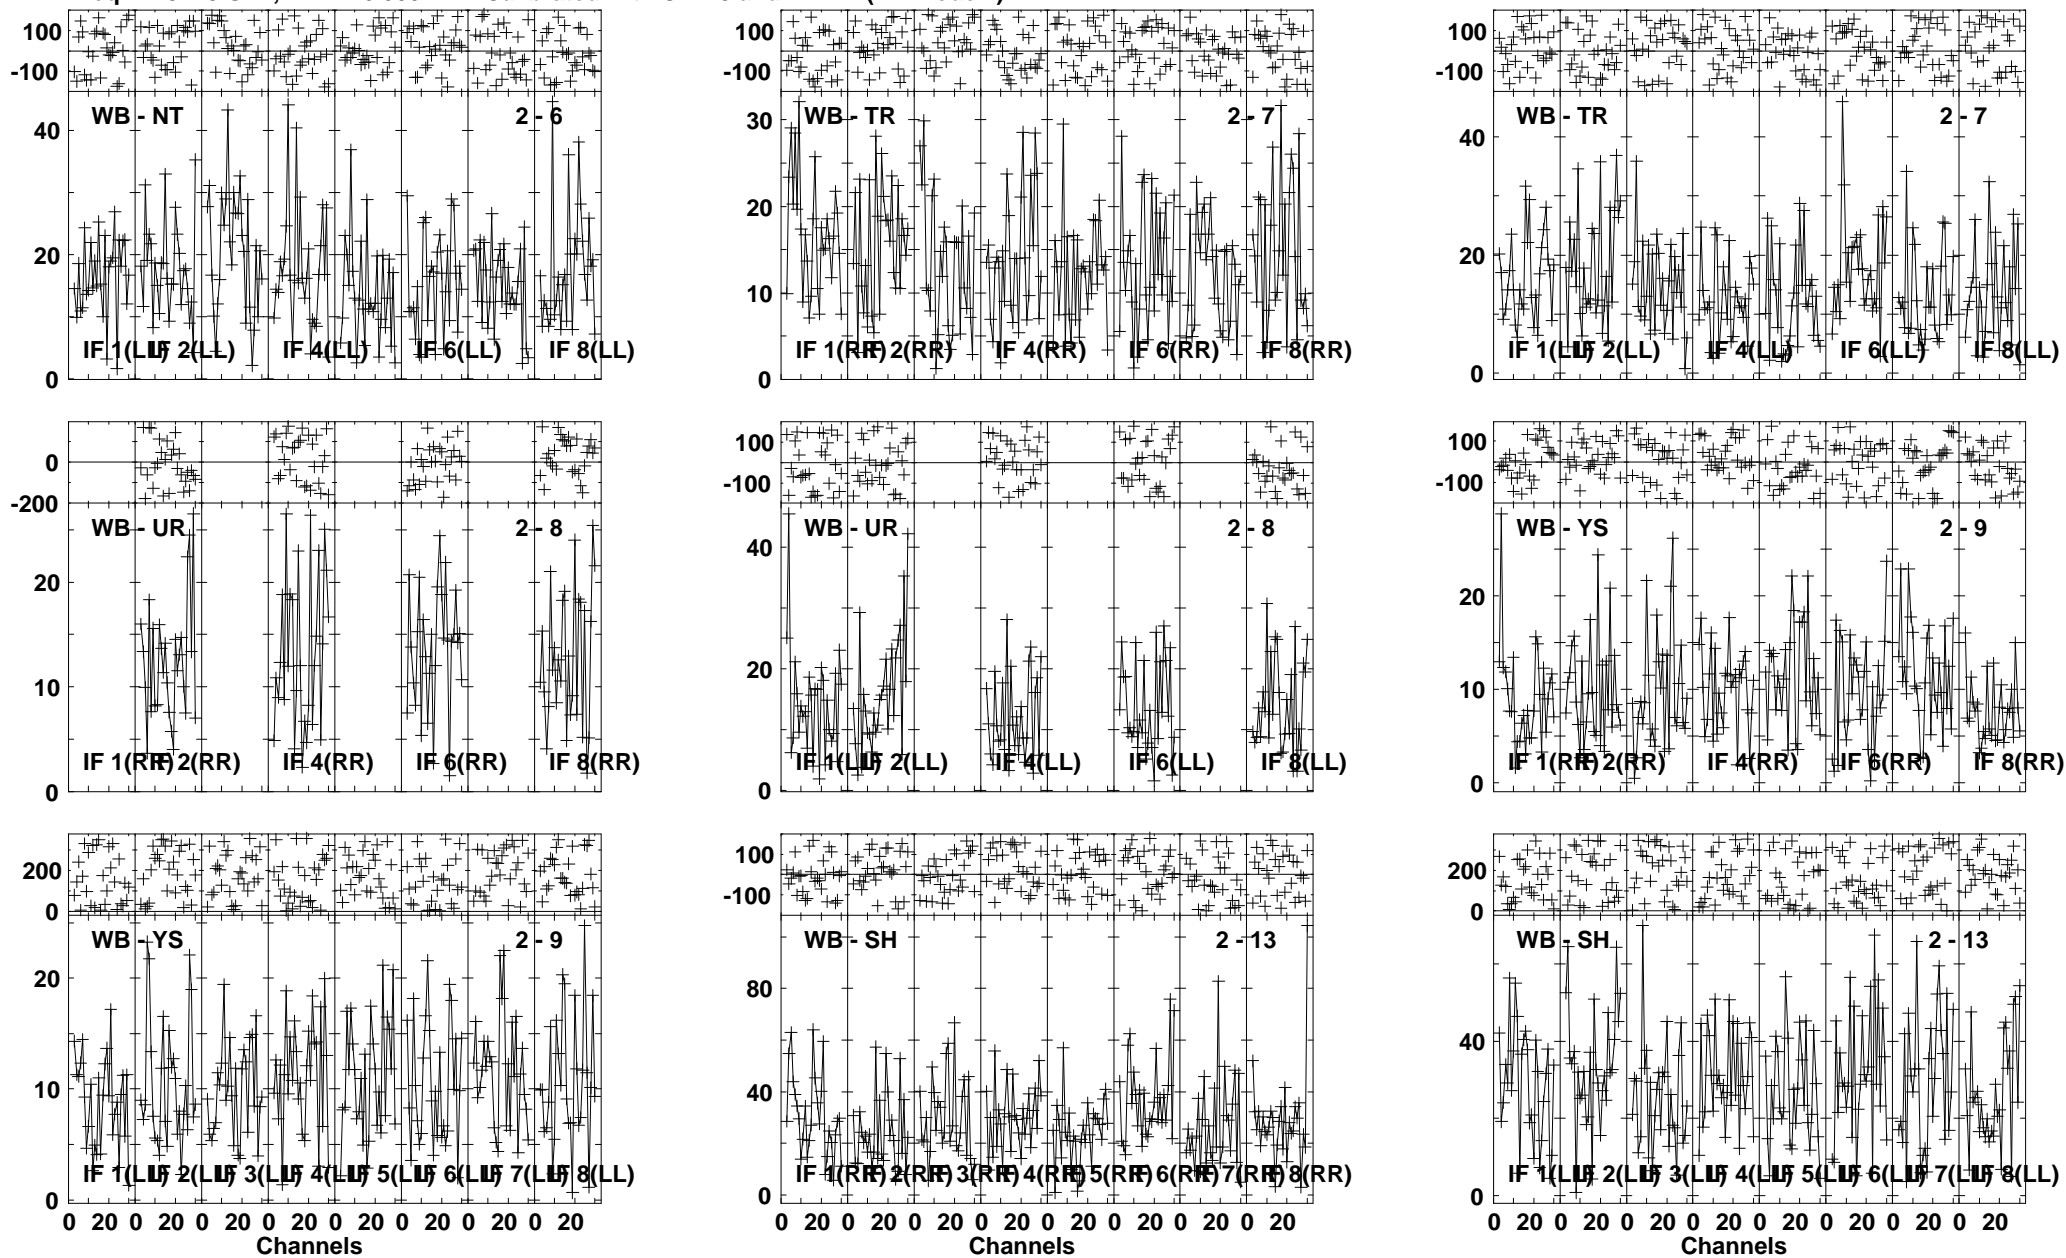 100
-100
WB - NT 2 - 6
40
20
0
IF 1(LL) IF 2(LL) IF 4(LL) IF 6(LL) IF 8(LL)
100
-100
WB - TR 2 - 7
30
20
10
0
IF 1(RR) IF 2(RR) IF 4(RR) IF 6(RR) IF 8(RR)
100
-100
WB - TR 2 - 7
40
20
0
IF 1(LL) IF 2(LL) IF 4(LL) IF 6(LL) IF 8(LL)
0
-200
WB - UR 2 - 8
20
10
0
IF 1(RR) IF 2(RR) IF 4(RR) IF 6(RR) IF 8(RR)
100
-100
WB - UR 2 - 8
40
20
0
IF 1(LL) IF 2(LL) IF 4(LL) IF 6(LL) IF 8(LL)
100
-100
WB - YS 2 - 9
20
10
0
IF 1(RR) IF 2(RR) IF 4(RR) IF 6(RR) IF 8(RR)
200
0
WB - YS 2 - 9
20
10
0
IF 1(LL) IF 2(LL) IF 3(LL) IF 4(LL) IF 5(LL) IF 6(LL) IF 7(LL) IF 8(LL)
0 20 0 20 0 20 0 20 0 20 0 20 0 20 0 20
Channels
100
-100
WB - SH 2 - 13
80
40
0
IF 1(RR) IF 2(RR) IF 3(RR) IF 4(RR) IF 5(RR) IF 6(RR) IF 7(RR) IF 8(RR)
0 20 0 20 0 20 0 20 0 20 0 20 0 20 0 20
Channels
200
0
WB - SH 2 - 13
40
0
IF 1(LL) IF 2(LL) IF 3(LL) IF 4(LL) IF 5(LL) IF 6(LL) IF 7(LL) IF 8(LL)
0 20 0 20 0 20 0 20 0 20 0 20 0 20 0 20
Channels